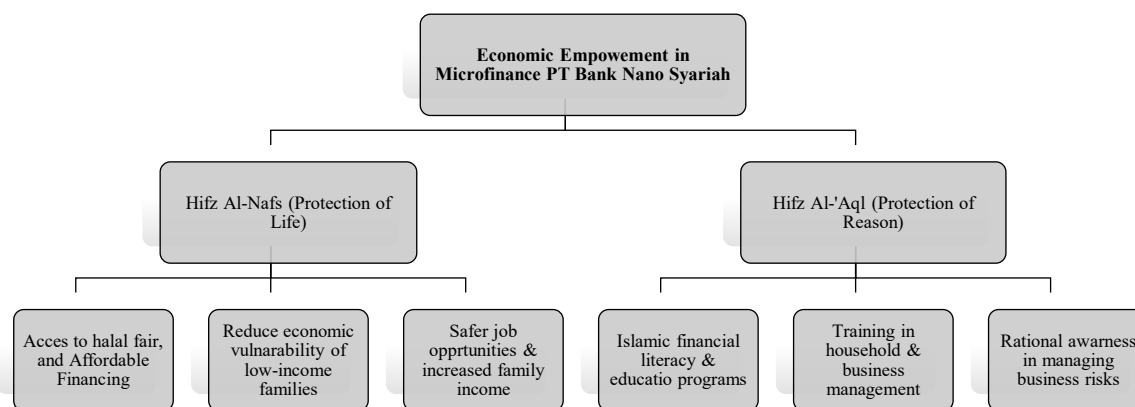 Economic Empowement in
Microfinance PT Bank Nano Syariah
Hifz Al-Nafs (Protection of
Life)
Hifz Al-'Aql (Protection of
Reason)
Acces to halal fair,
and Affordable
Financing
Reduce economic
vulnarability of
low-income
families
Safer job
opprtunities &
increased family
income
Islamic financial
literacy &
educatio programs
Training in
household &
business
management
Rational awarness
in managing
business risks